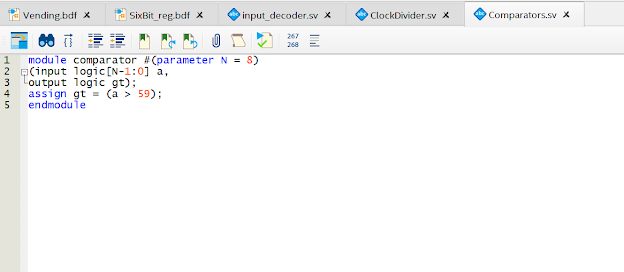 Vending.bdf SixBit_reg.bdf input_decoder.sv ClockDivider.sv Comparators.sv
267
268
1 module comparator #(parameter N = 8)
2 (input logic[N-1:0] a,
3 output logic gt);
4 assign gt = (a > 59);
5 endmodule